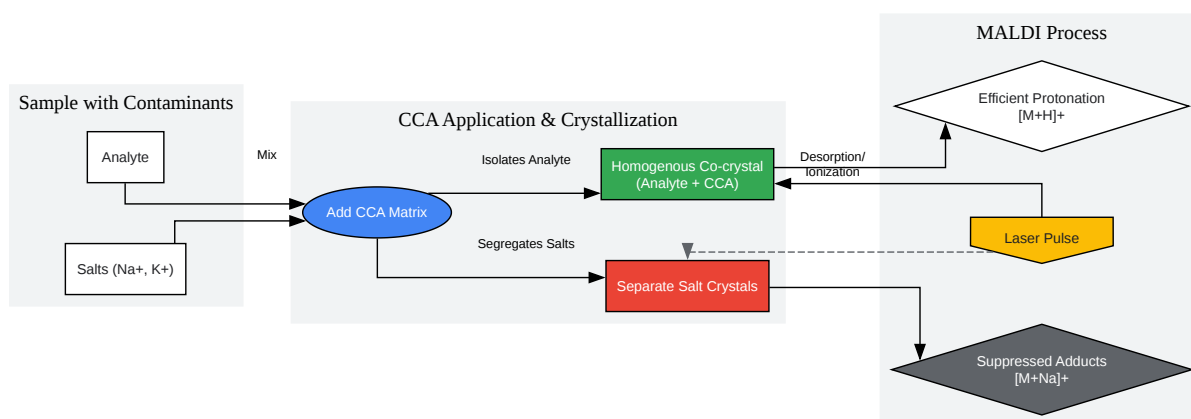 MALDI Process
Sample with Contaminants
CCA Application & Crystallization
Analyte
Salts (Na+, K+)
Mix
Add CCA Matrix
Isolates Analyte
Segregates Salts
Homogenous Co-crystal
(Analyte + CCA)
Separate Salt Crystals
Desorption/
Ionization
Efficient Protonation
[M+H]+
Laser Pulse
Suppressed Adducts
[M+Na]+